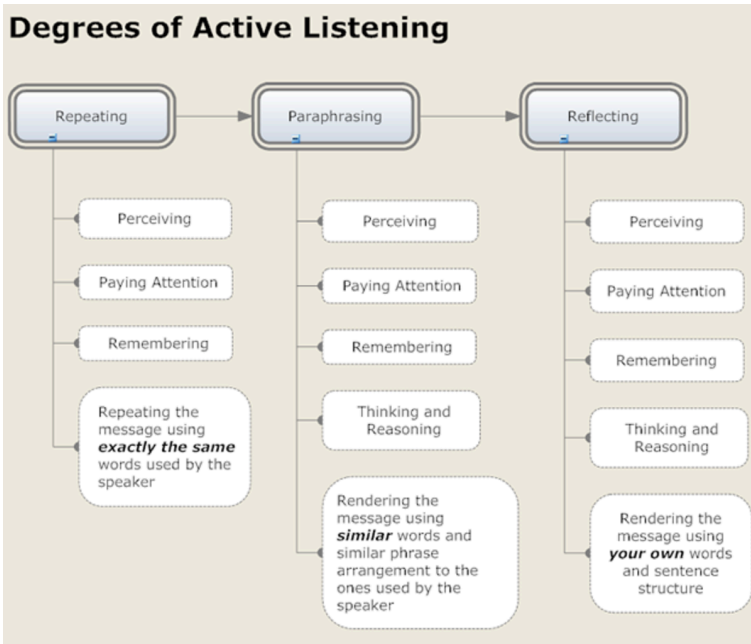 Degrees of Active Listening
Repeating
Paraphrasing
Reflecting
Perceiving
Paying Attention
Remembering
Repeating the
message using
exactly the same
words used by the
speaker
Perceiving
Paying Attention
Remembering
Thinking and
Reasoning
Rendering the
message using
similar words and
similar phrase
arrangement to the
ones used by the
speaker
Perceiving
Paying Attention
Remembering
Thinking and
Reasoning
Rendering the
message using
your own words
and sentence
structure